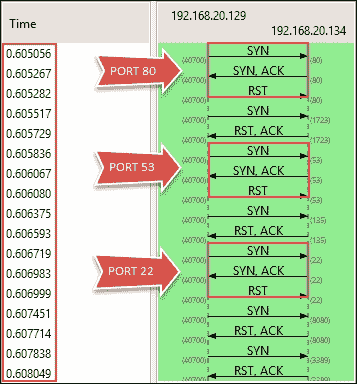 192.168.20.129
Time
192.168.20.134
0.605056 SYN
(40700) (80)
0.605267 PORT 80 SYN, ACK
(40700) (80)
0.605282 RST
(40700) (80)
0.605517 SYN
(40700) (1723)
0.605729 RST, ACK
(40700) (1723)
0.605836 SYN
(40700) (53)
0.606067 PORT 53 SYN, ACK
(40700) (53)
0.606080 RST
(40700) (53)
0.606375 SYN
(40700) (135)
0.606593 RST, ACK
(40700) (135)
0.606719 SYN
(40700) (22)
0.606983 PORT 22 SYN, ACK
(40700) (22)
0.606999 RST
(40700) (22)
0.607451 SYN
(40700) (8080)
0.607714 RST, ACK
(40700) (8080)
0.607838 SYN
(40700) (3389)
0.608049 RST, ACK
(40700) (3389)